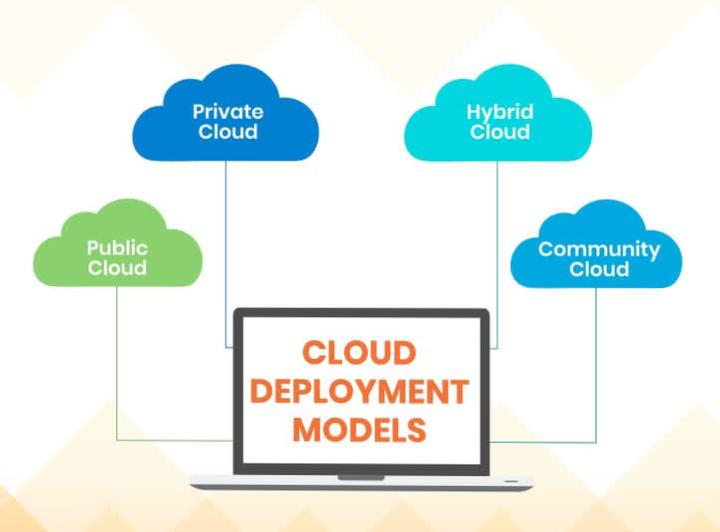 Private
Cloud
Hybrid
Cloud
Public
Cloud
Community
Cloud
CLOUD
DEPLOYMENT
MODELS